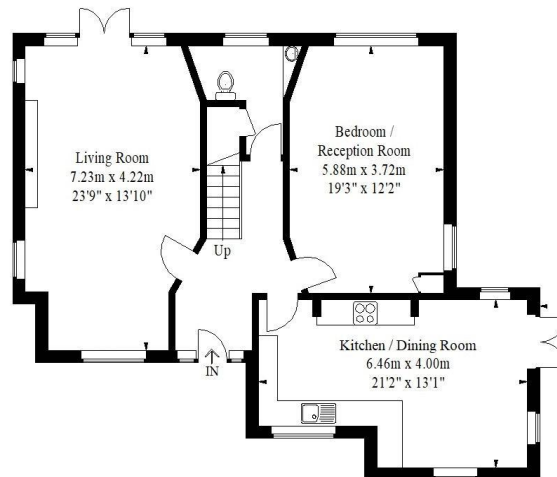 Living Room
7.23m x 4.22m
23'9" x 13'10"
Bedroom /
Reception Room
5.88m x 3.72m
19'3" x 12'2"
Up
IN
Kitchen / Dining Room
6.46m x 4.00m
21'2" x 13'1"